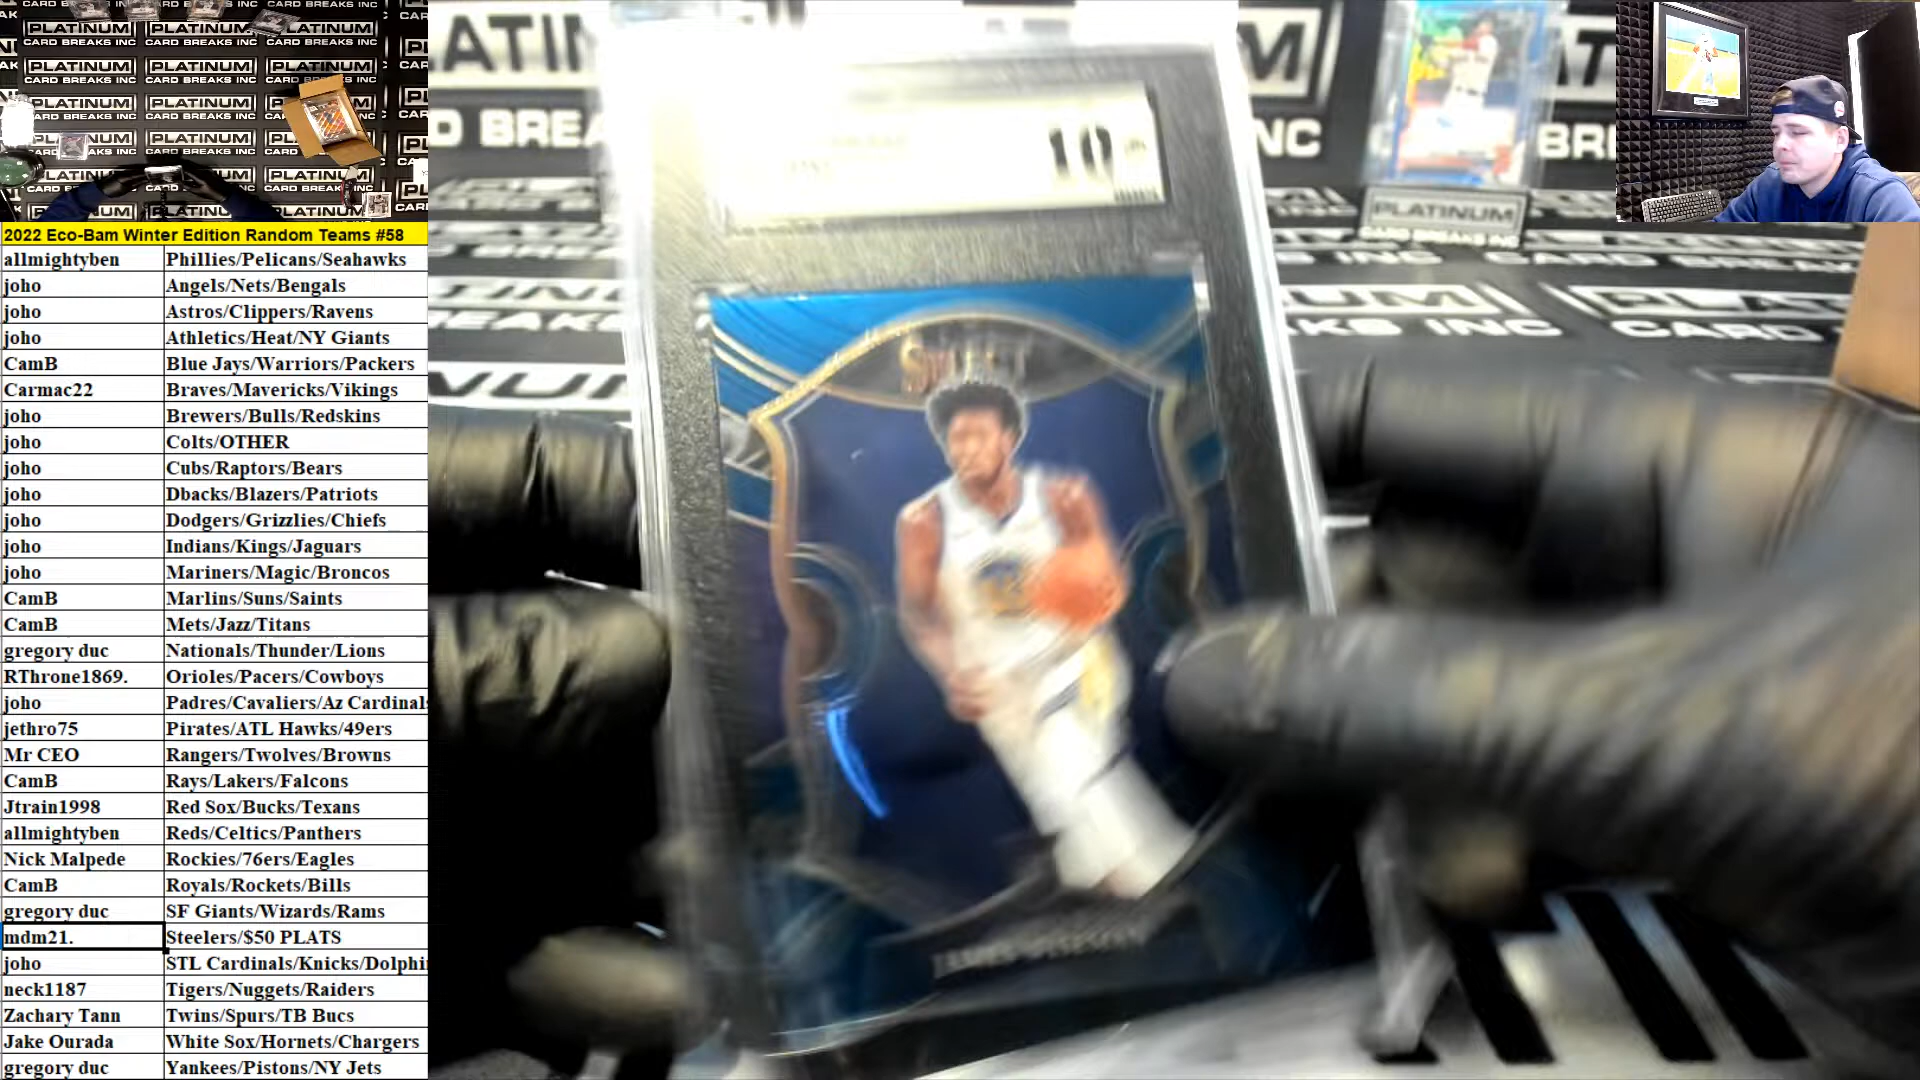 PLATINUM
CARD BREAKS INC
2022 Eco-Bam Winter Edition Random Teams #58
allmightyben Phillies/Pelicans/Seahawks
joho Angels/Nets/Bengals
joho Astros/Clippers/Ravens
joho Athletics/Heat/NY Giants
CamB Blue Jays/Warriors/Packers
Carmac22 Braves/Mavericks/Vikings
joho Brewers/Bulls/Redskins
joho Colts/OTHER
joho Cubs/Raptors/Bears
joho Dbacks/Blazers/Patriots
joho Dodgers/Grizzlies/Chiefs
joho Indians/Kings/Jaguars
joho Mariners/Magic/Broncos
CamB Marlins/Suns/Saints
CamB Mets/Jazz/Titans
gregory duc Nationals/Thunder/Lions
RThrone1869. Orioles/Pacers/Cowboys
joho Padres/Cavaliers/Az Cardinals
jethro75 Pirates/ATL Hawks/49ers
Mr CEO Rangers/Twolves/Browns
CamB Rays/Lakers/Falcons
Jtrain1998 Red Sox/Bucks/Texans
allmightyben Reds/Celtics/Panthers
Nick Malpede Rockies/76ers/Eagles
CamB Royals/Rockets/Bills
gregory duc SF Giants/Wizards/Rams
mdm21. Steelers/$50 PLATS
joho STL Cardinals/Knicks/Dolphi
neck1187 Tigers/Nuggets/Raiders
Zachary Tann Twins/Spurs/TB Bucs
Jake Ourada White Sox/Hornets/Chargers
gregory duc Yankees/Pistons/NY Jets
10
SELECT
JAMES WISEMAN
PLATINUM
CARD BREAKS INC